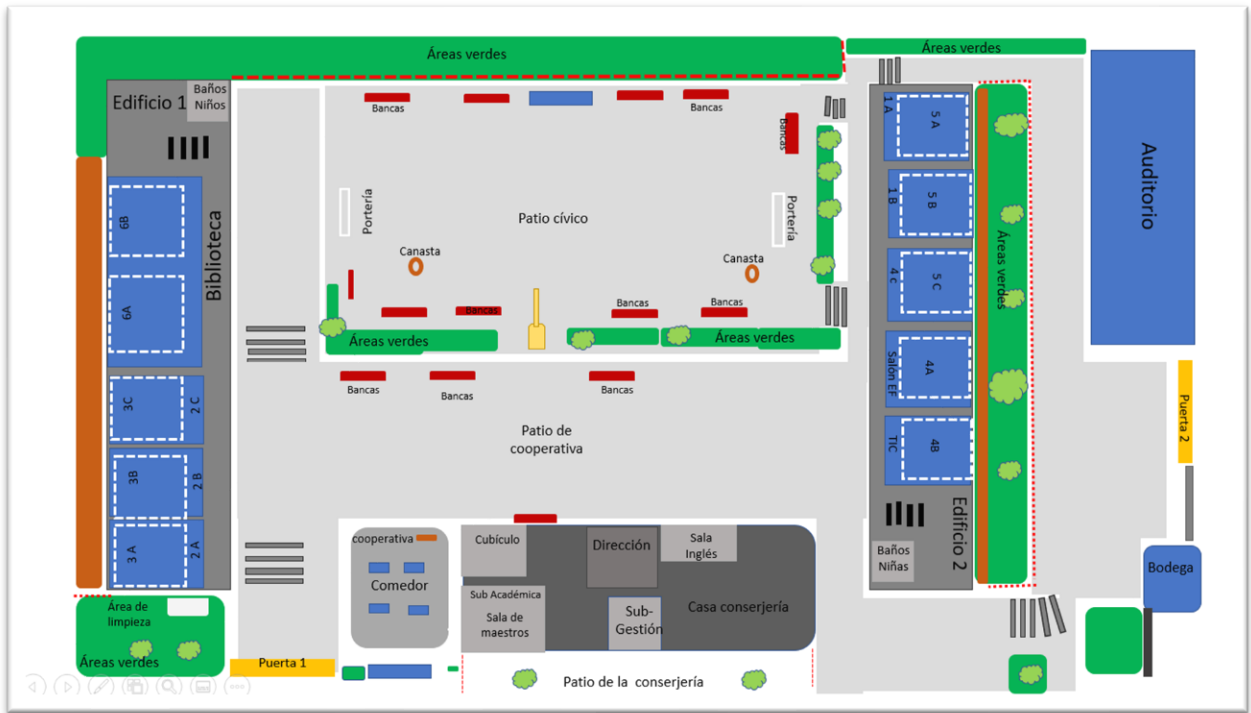 Áreas verdes
Áreas verdes
Edificio 1
Baños
Niños
Bancas
Bancas
Bancas
1 A
5 A
Auditorio
6B
Biblioteca
Portería
Patio cívico
Portería
1 B
5 B
Áreas verdes
Canasta
Canasta
4 c
5 C
6A
Bancas
Bancas
Bancas
Áreas verdes
Áreas verdes
Salon EF
4A
Bancas
Bancas
Bancas
3C
2 C
Puerta 2
Patio de
cooperativa
TIC
4B
3B
2 B
Edificio 2
cooperativa
Cubículo
Dirección
Sala
Inglés
3 A
2 A
Baños
Niñas
Comedor
Bodega
Sub Académica
Sala de
maestros
Sub-
Gestión
Casa conserjería
Área de
limpieza
Áreas verdes
Puerta 1
Patio de la conserjería